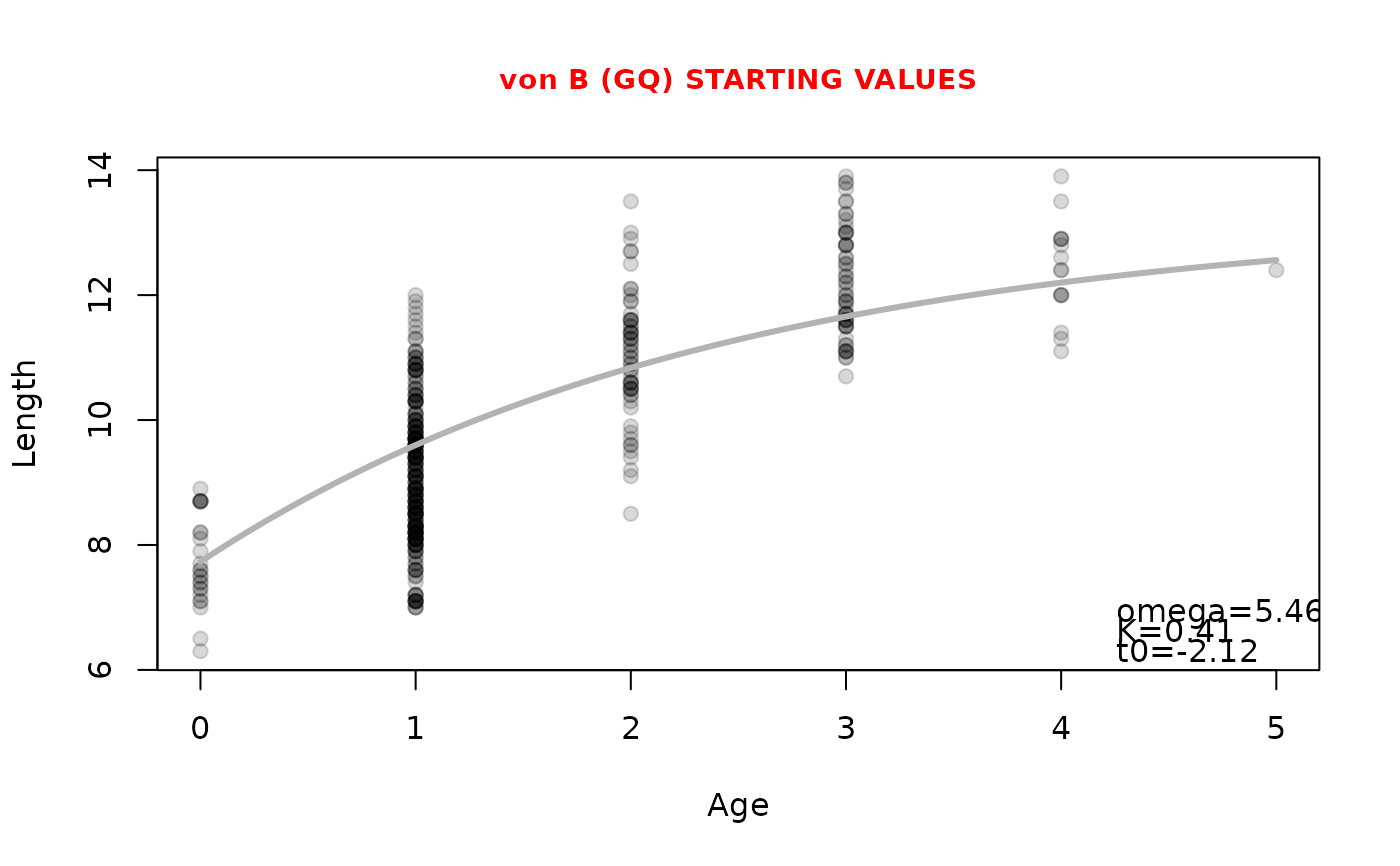 von B (GQ) STARTING VALUES
14
12
10
8
6
Length
omega=5.46
K=0.41
t0=-2.12
0 1 2 3 4 5
Age